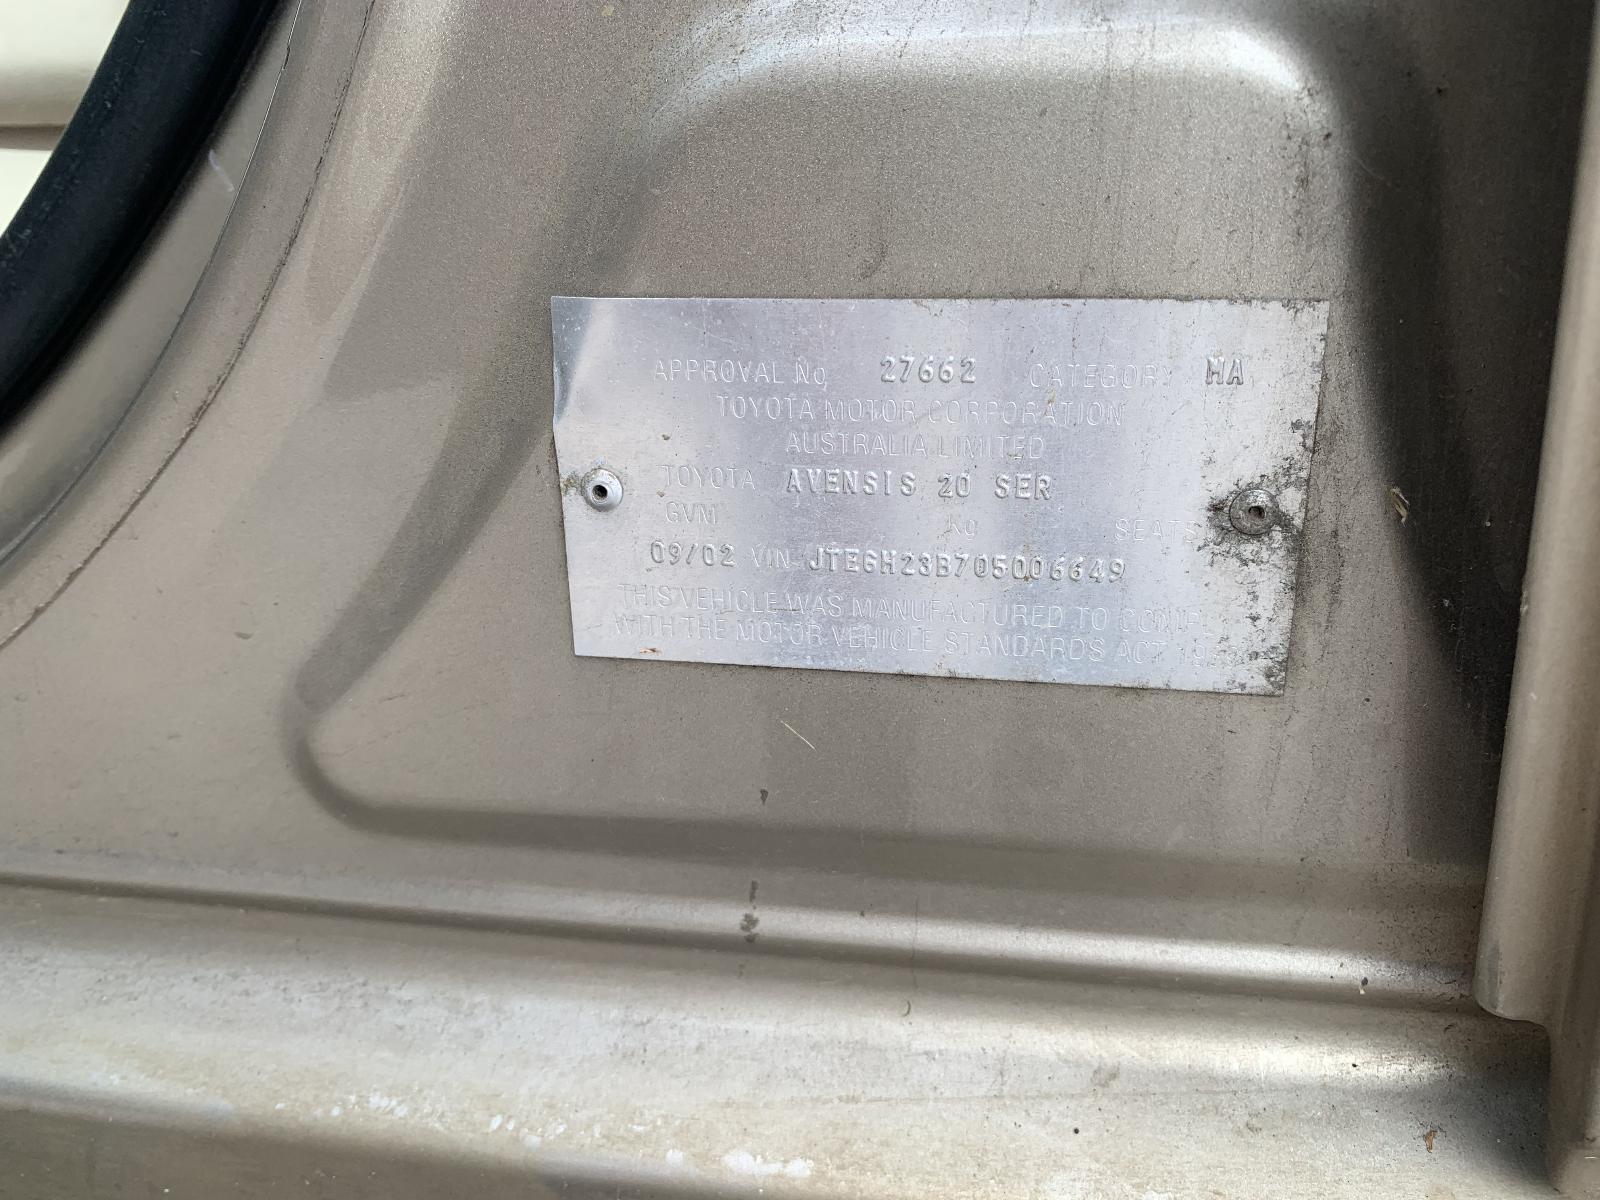 APPROVAL No 27662 CATEGORY MA
TOYOTA MOTOR CORPORATION
AUSTRALIA LIMITED
TOYOTA AVENSIS 20 SER
GVM KG SEATS
09/02 VIN JTEGH23B705006649
THIS VEHICLE WAS MANUFACTURED TO
WITH THE MOTOR VEHICLE STANDARDS ACT